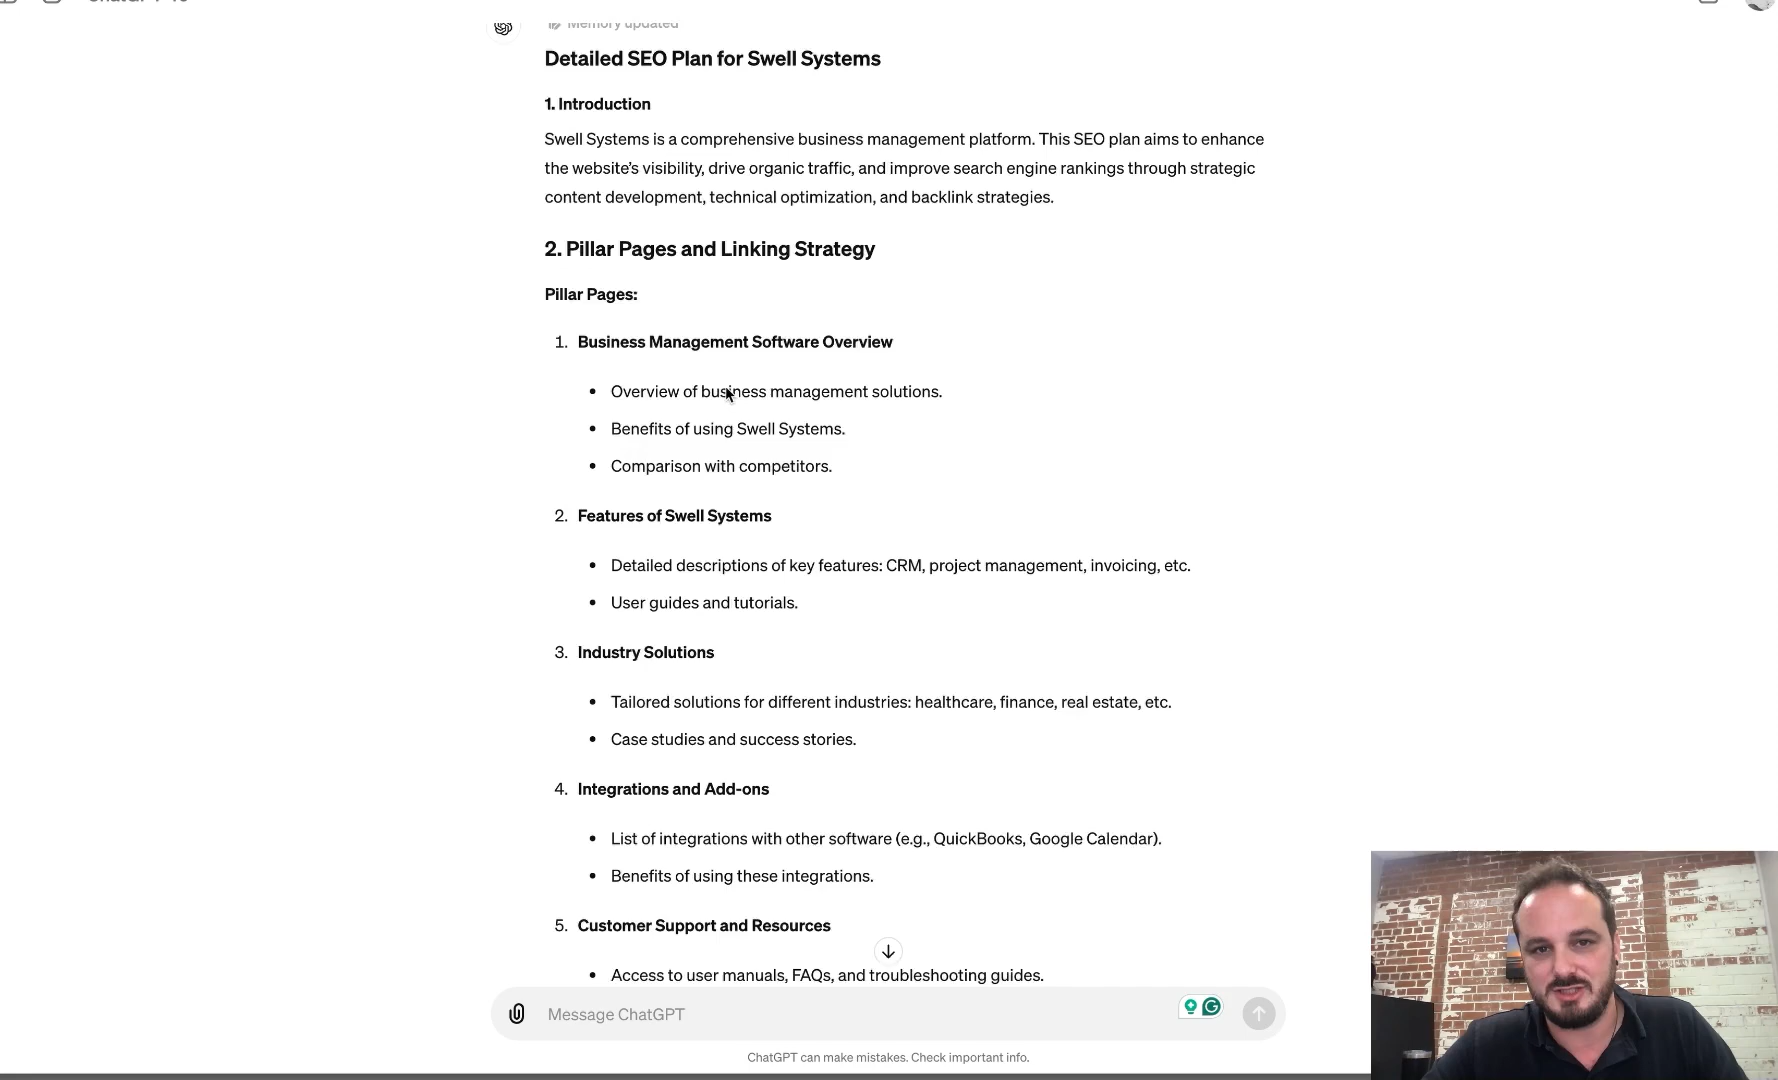 Memory updated
Detailed SEO Plan for Swell Systems
1. Introduction
Swell Systems is a comprehensive business management platform. This SEO plan aims to enhance
the website's visibility, drive organic traffic, and improve search engine rankings through strategic
content development, technical optimization, and backlink strategies.
2. Pillar Pages and Linking Strategy
Pillar Pages:
1. Business Management Software Overview
• Overview of business management solutions.
• Benefits of using Swell Systems.
• Comparison with competitors.
2. Features of Swell Systems
• Detailed descriptions of key features: CRM, project management, invoicing, etc.
• User guides and tutorials.
3. Industry Solutions
• Tailored solutions for different industries: healthcare, finance, real estate, etc.
• Case studies and success stories.
4. Integrations and Add-ons
• List of integrations with other software (e.g., QuickBooks, Google Calendar).
• Benefits of using these integrations.
5. Customer Support and Resources
• Access to user manuals, FAQs, and troubleshooting guides.
Message ChatGPT
ChatGPT can make mistakes. Check important info.